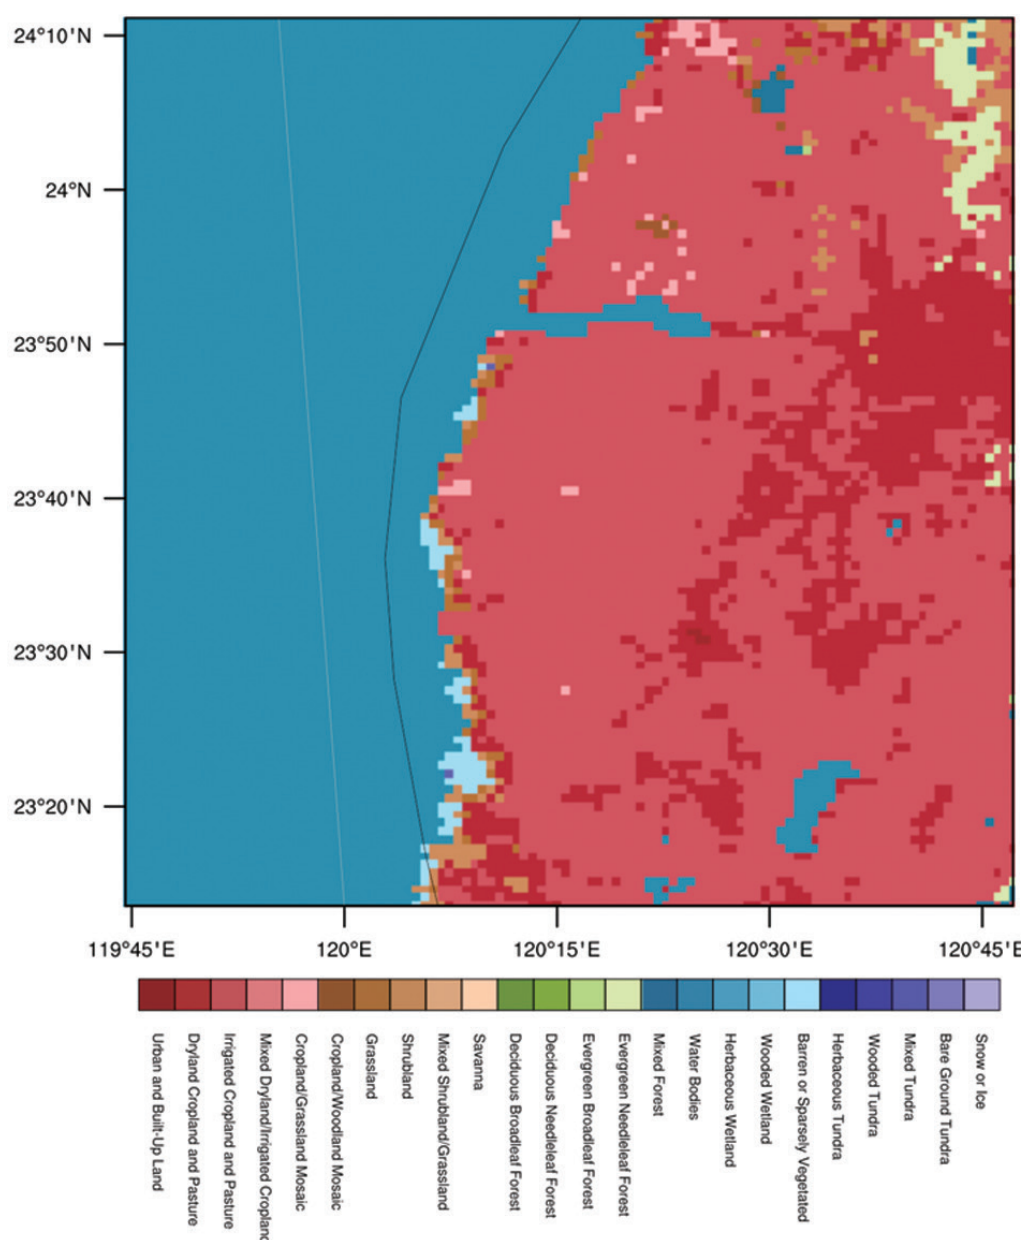 24°10'N
24°N
23°50'N
23°40'N
23°30'N
23°20'N
119°45'E
120°E
120°15'E
120°30'E
120°45'E
Urban and Built-Up Land
Dryland Cropland and Pasture
Irrigated Cropland and Pasture
Mixed Dryland/Irrigated Cropland
Cropland/Grassland Mosaic
Cropland/Woodland Mosaic
Grassland
Shrubland
Mixed Shrubland/Grassland
Savanna
Deciduous Broadleaf Forest
Deciduous Needleleaf Forest
Evergreen Broadleaf Forest
Evergreen Needleleaf Forest
Mixed Forest
Water Bodies
Herbaceous Wetland
Wooded Wetland
Barren or Sparsely Vegetated
Herbaceous Tundra
Wooded Tundra
Mixed Tundra
Bare Ground Tundra
Snow or Ice